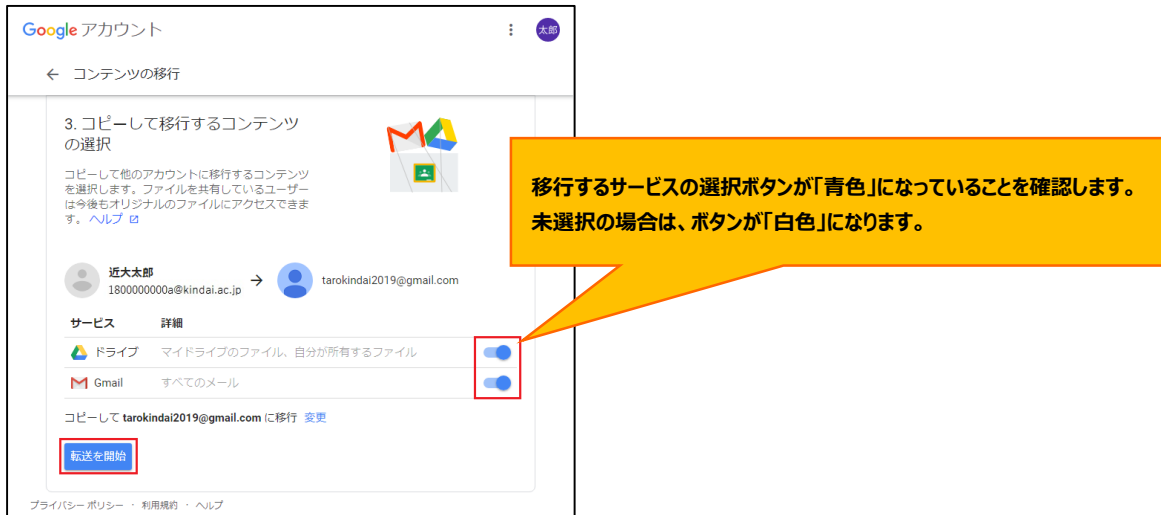 Google アカウント
太郎
← コンテンツの移行
3. コピーして移行するコンテンツ
の選択
コピーして他のアカウントに移行するコンテンツ
を選択します。ファイルを共有しているユーザー
は今後もオリジナルのファイルにアクセスできま
す。 ヘルプ
近大太郎
1800000000a@kindai.ac.jp → tarokindai2019@gmail.com
サービス 詳細
ドライブ マイドライブのファイル、自分が所有するファイル
Gmail すべてのメール
コピーして tarokindai2019@gmail.com に移行 変更
転送を開始
プライバシー ポリシー ・ 利用規約 ・ ヘルプ
移行するサービスの選択ボタンが「青色」になっていることを確認します。
未選択の場合は、ボタンが「白色」になります。